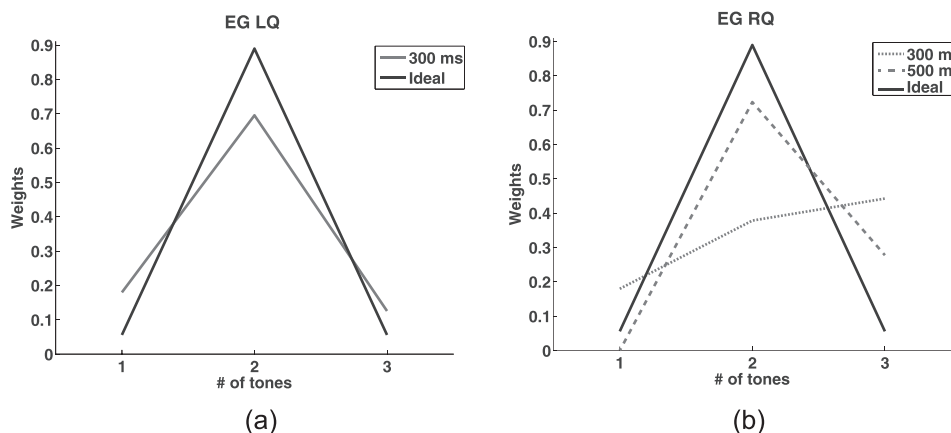 EG LQ
0.9
0.8
0.7
0.6
0.5
0.4
0.3
0.2
0.1
0
Weights
1 2 3
# of tones
300 ms
Ideal
(a)
EG RQ
0.9
0.8
0.7
0.6
0.5
0.4
0.3
0.2
0.1
0
Weights
1 2 3
# of tones
300 m
500 m
Ideal
(b)